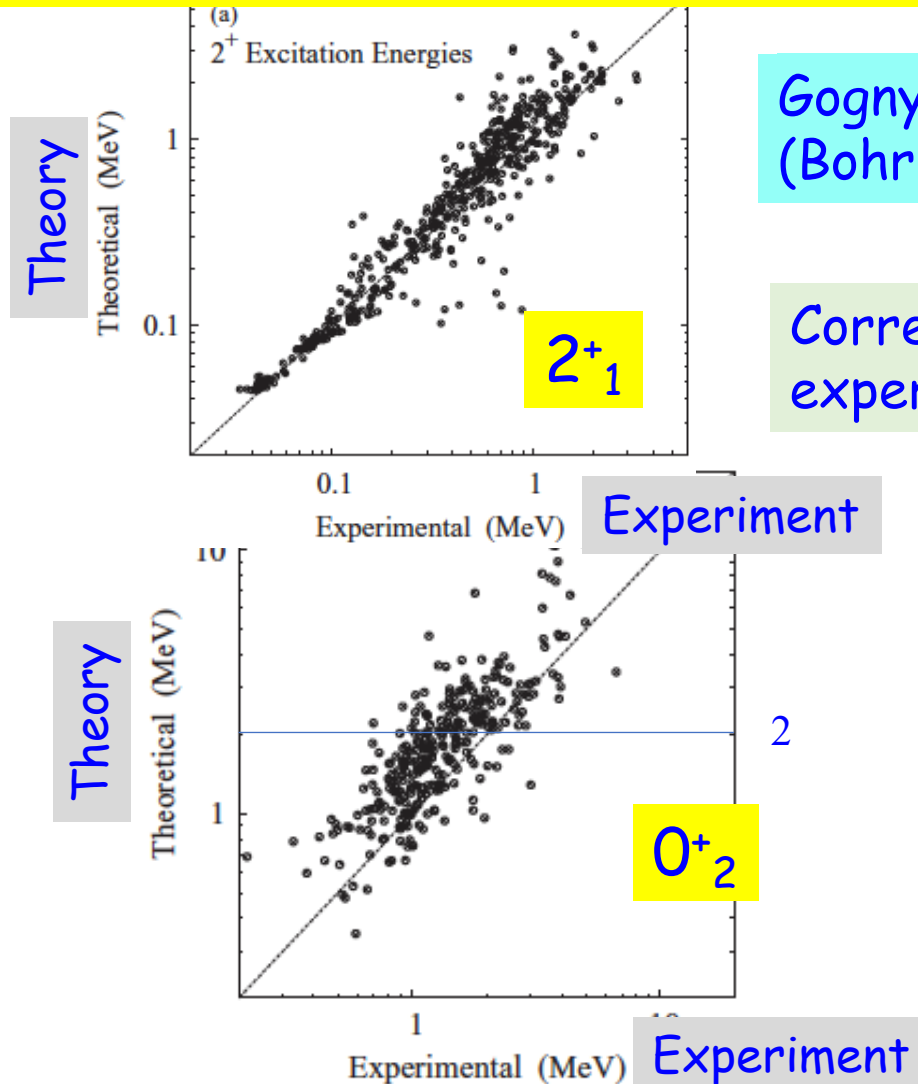 (a)
2⁺ Excitation Energies
Theory
Theoretical (MeV)
1
0.1
2⁺₁
0.1
1
Experimental (MeV)
Experiment
Gogny
(Bohr
Corre
exper
Theory
Theoretical (MeV)
10
1
2
0⁺₂
1
10
Experimental (MeV)
Experiment